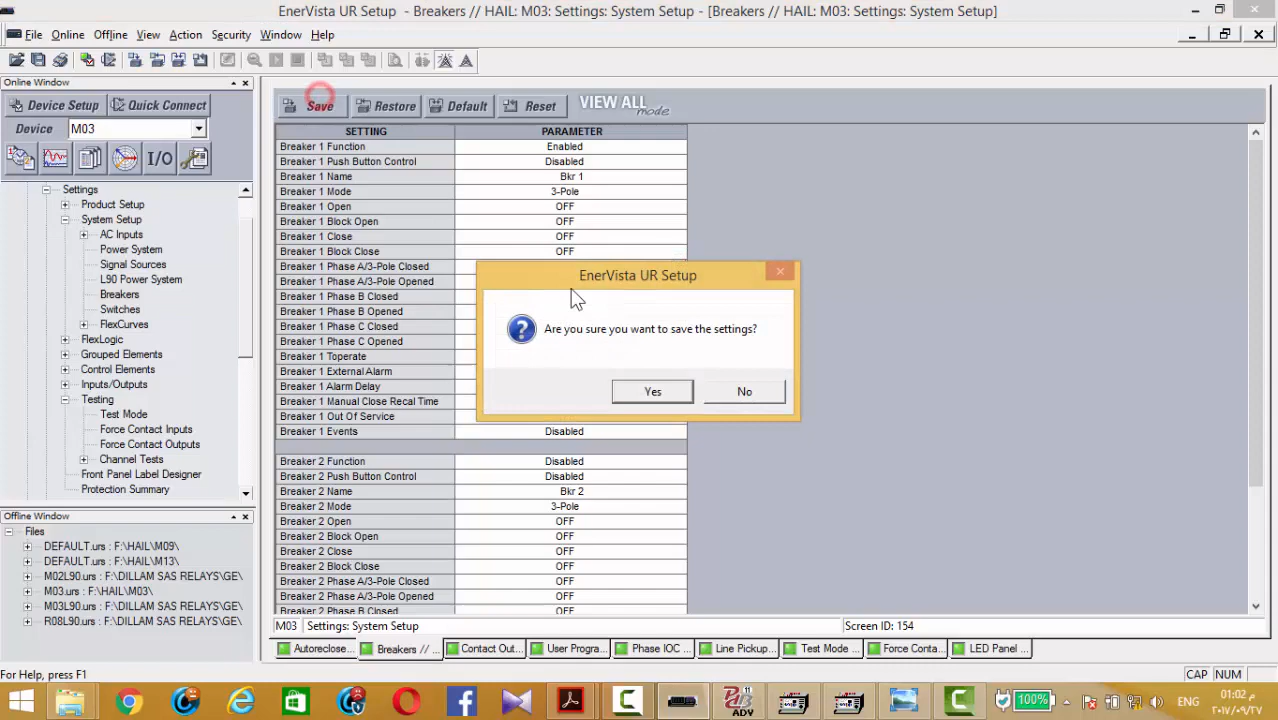 EnerVista UR Setup - Breakers // HAIL: M03: Settings: System Setup - [Breakers // HAIL: M03: Settings: System Setup]
File Online Offline View Action Security Window Help
Online Window
Device Setup Quick Connect
Device M03
I/O
Settings
Product Setup
System Setup
AC Inputs
Power System
Signal Sources
L90 Power System
Breakers
Switches
FlexCurves
FlexLogic
Grouped Elements
Control Elements
Inputs/Outputs
Testing
Test Mode
Force Contact Inputs
Force Contact Outputs
Channel Tests
Front Panel Label Designer
Protection Summary
Offline Window
Files
DEFAULT.urs : F:\HAIL\M09\
DEFAULT.urs : F:\HAIL\M13\
M02L90.urs : F:\DILLAM SAS RELAYS\GE\
M03.urs : F:\HAIL\M03\
M03L90.urs : F:\DILLAM SAS RELAYS\GE\
R08L90.urs : F:\DILLAM SAS RELAYS\GE\
Save Restore Default Reset VIEW ALL mode
SETTING PARAMETER
Breaker 1 Function Enabled
Breaker 1 Push Button Control Disabled
Breaker 1 Name Bkr 1
Breaker 1 Mode 3-Pole
Breaker 1 Open OFF
Breaker 1 Block Open OFF
Breaker 1 Close OFF
Breaker 1 Block Close OFF
Breaker 1 Phase A/3-Pole Closed
Breaker 1 Phase A/3-Pole Opened
Breaker 1 Phase B Closed
Breaker 1 Phase B Opened
Breaker 1 Phase C Closed
Breaker 1 Phase C Opened
Breaker 1 Toperate
Breaker 1 External Alarm
Breaker 1 Alarm Delay
Breaker 1 Manual Close Recal Time
Breaker 1 Out Of Service
Breaker 1 Events Disabled
Breaker 2 Function Disabled
Breaker 2 Push Button Control Disabled
Breaker 2 Name Bkr 2
Breaker 2 Mode 3-Pole
Breaker 2 Open OFF
Breaker 2 Block Open OFF
Breaker 2 Close OFF
Breaker 2 Block Close OFF
Breaker 2 Phase A/3-Pole Closed OFF
Breaker 2 Phase A/3-Pole Opened OFF
Breaker 2 Phase B Closed OFF
EnerVista UR Setup
Are you sure you want to save the settings?
Yes No
M03 Settings: System Setup Screen ID: 154
Autoreclose... Breakers // ... Contact Out... User Progra... Phase IOC ... Line Pickup... Test Mode ... Force Conta... LED Panel ...
For Help, press F1 CAP NUM
ADV 100% ENG
م 01:02
٢٠١٧/٠٩/٢٧